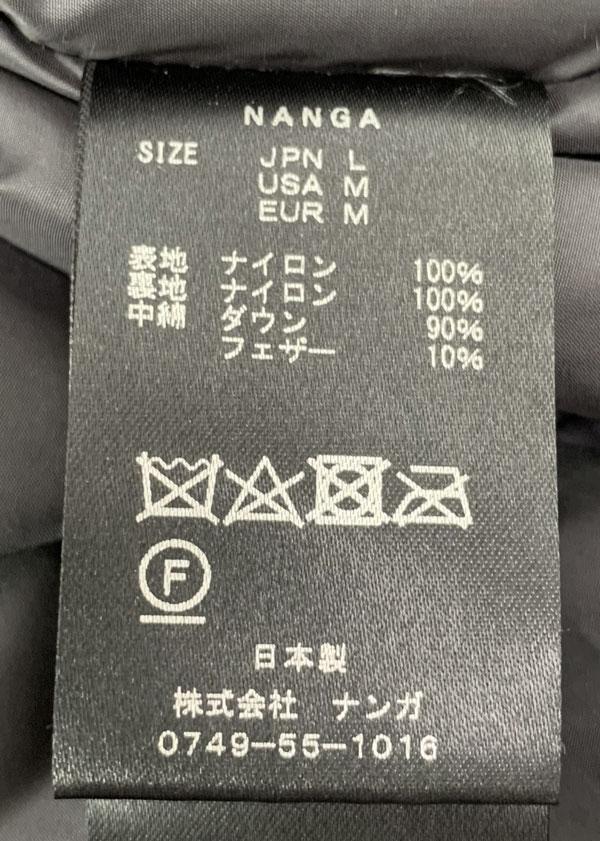 NANGA
SIZE JPN L
USA M
EUR M
表地 ナイロン 100%
裏地 ナイロン 100%
中綿 ダウン 90%
フェザー 10%
F
日本製
株式会社 ナンガ
0749-55-1016